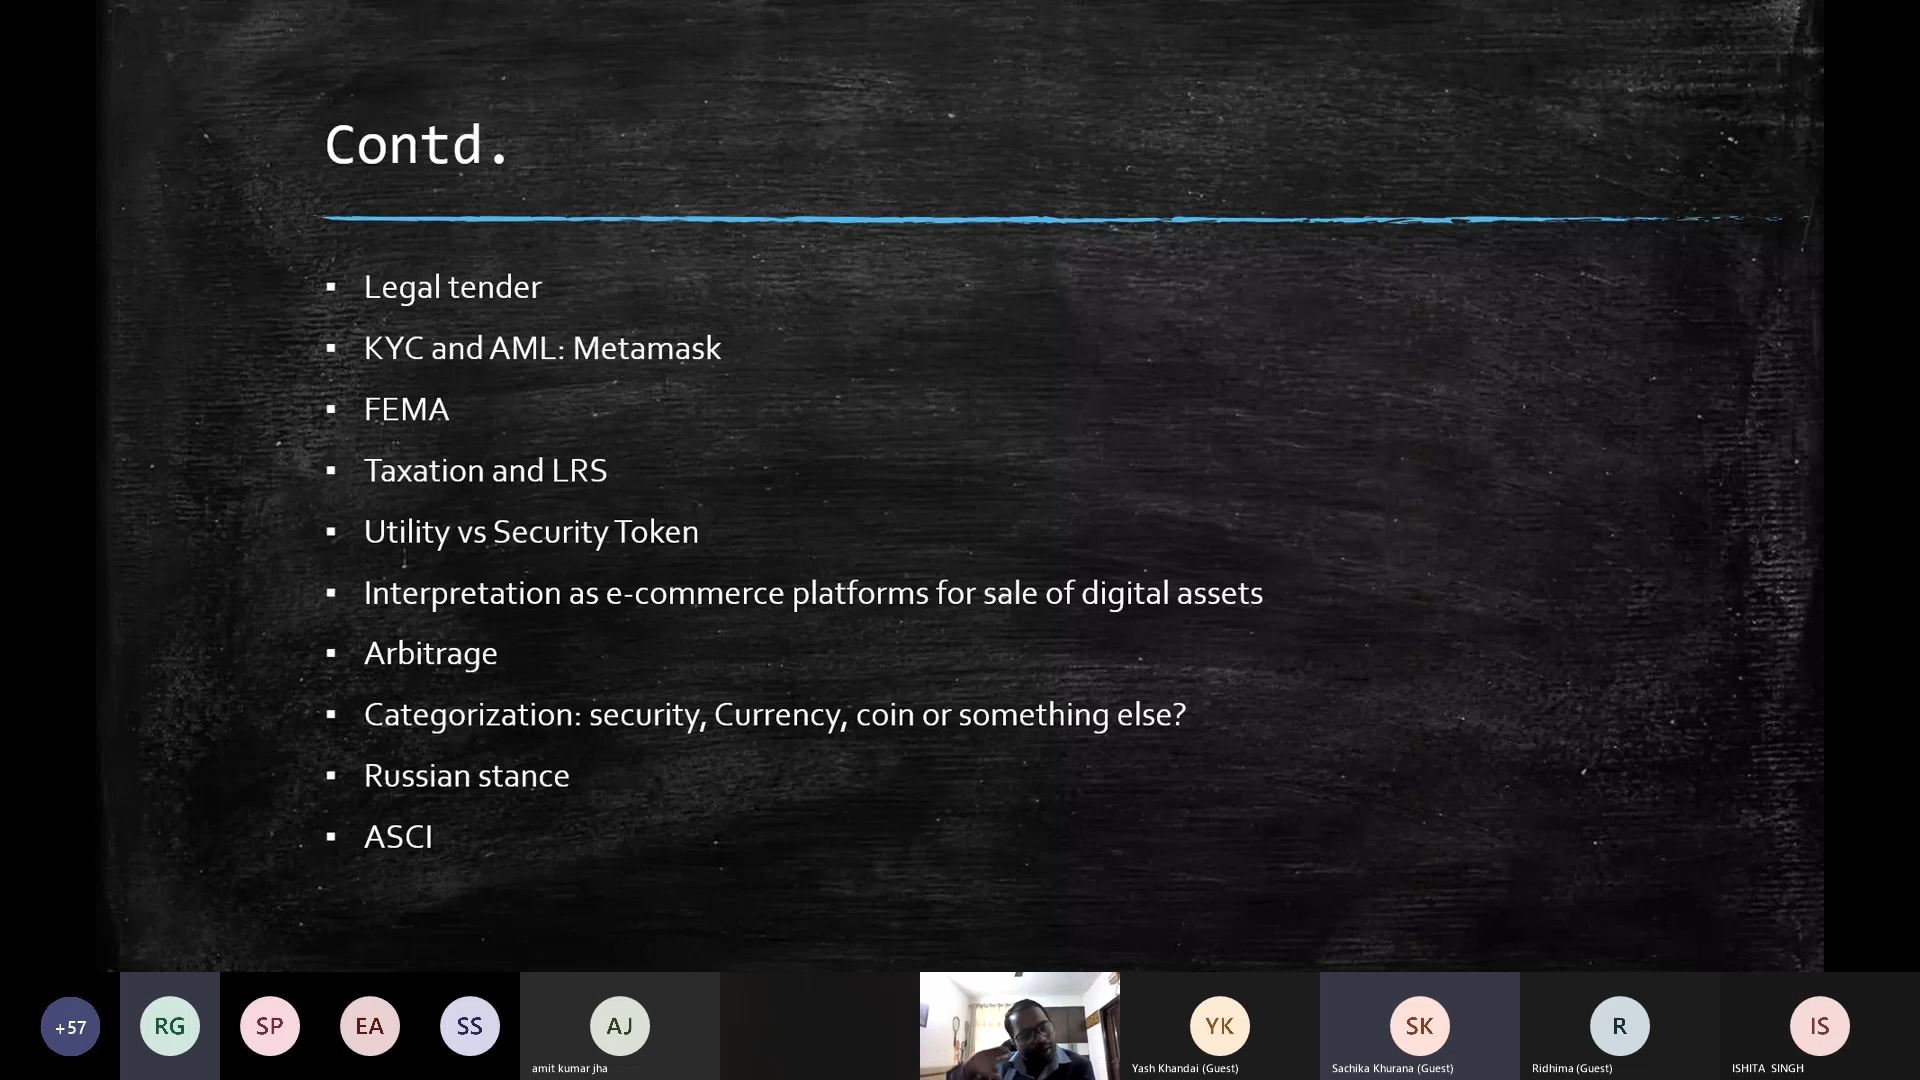 Contd.
Legal tender
KYC and AML: Metamask
FEMA
Taxation and LRS
Utility vs Security Token
Interpretation as e-commerce platforms for sale of digital assets
Arbitrage
Categorization: security, Currency, coin or something else?
Russian stance
ASCI
+57
RG
SP
EA
SS
AJ
YK
SK
R
IS
amit kumar jha
Yash Khandai (Guest)
Sachika Khurana (Guest)
Ridhima (Guest)
ISHITA SINGH